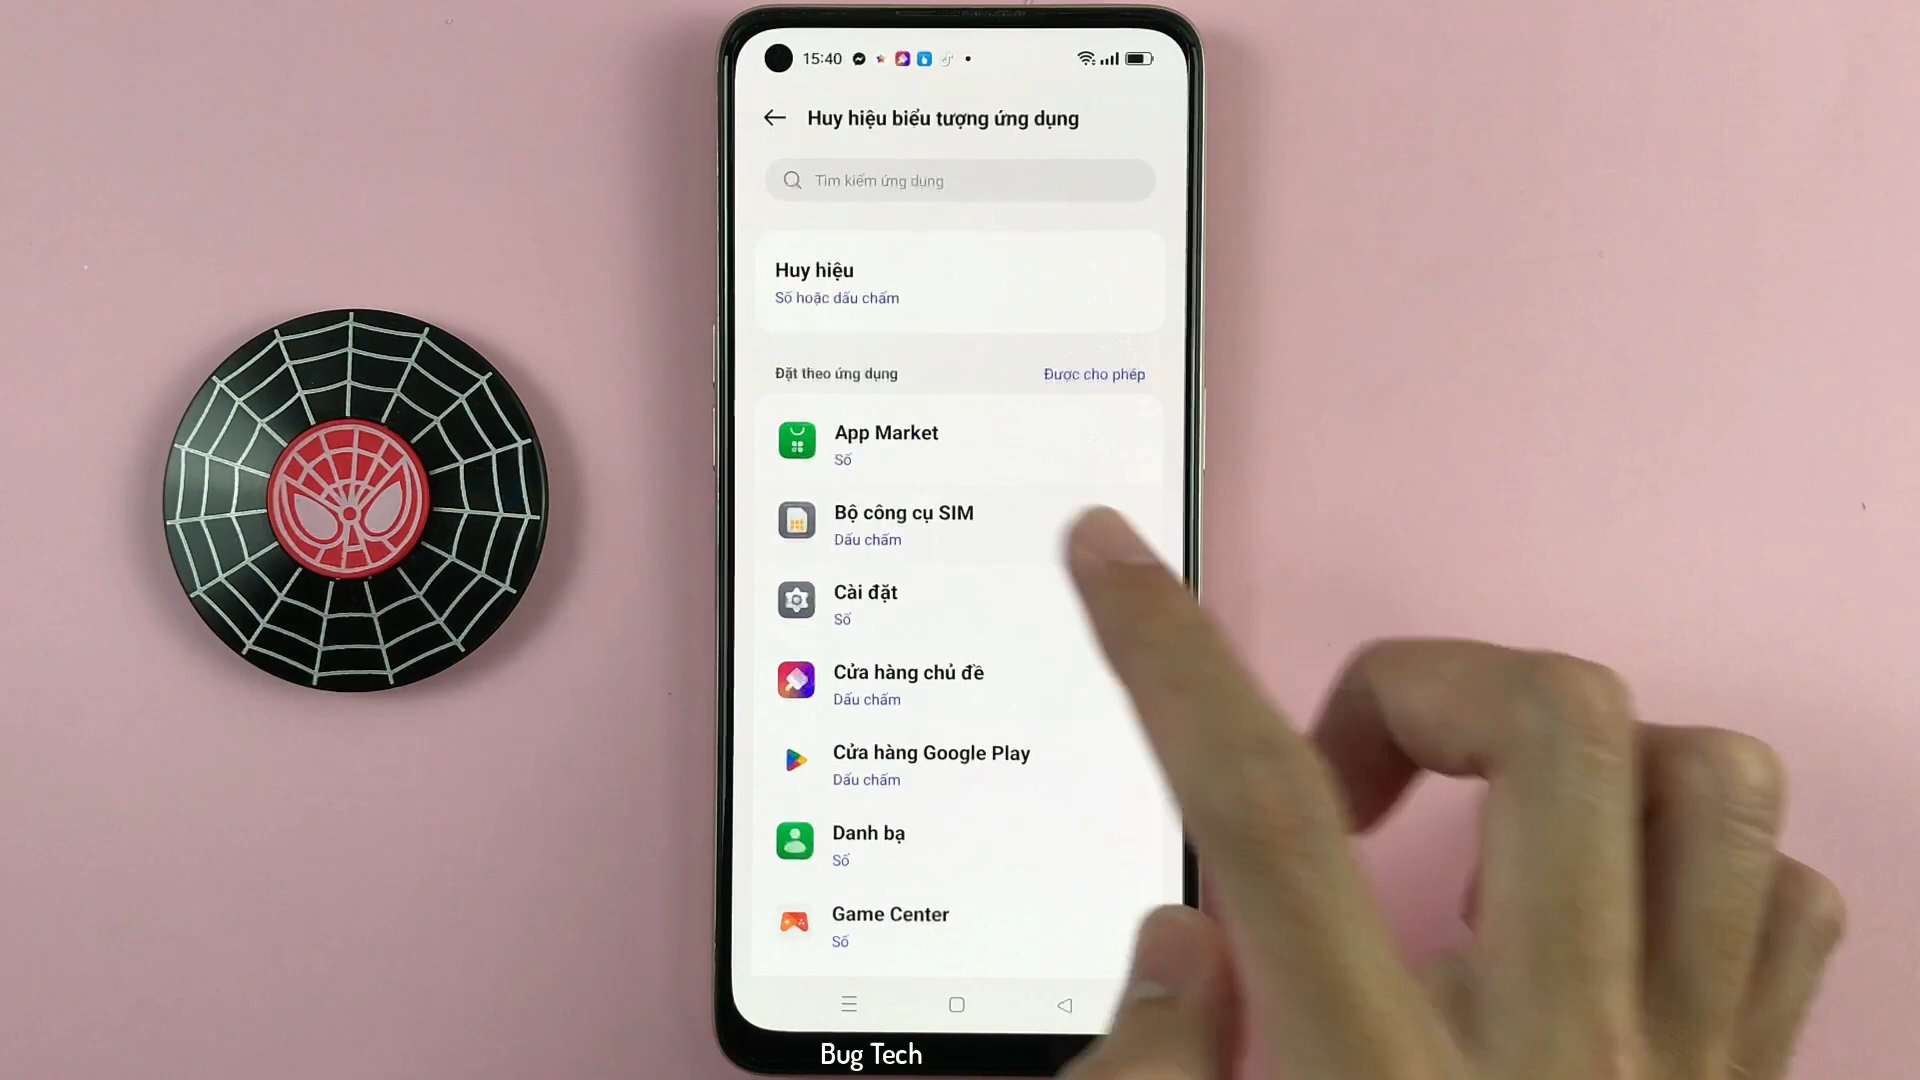 15:40
Huy hiệu biểu tượng ứng dụng
Tìm kiếm ứng dụng
Huy hiệu
Số hoặc dấu chấm
Đặt theo ứng dụng
Được cho phép
App Market
Số
Bộ công cụ SIM
Dấu chấm
Cài đặt
Số
Cửa hàng chủ đề
Dấu chấm
Cửa hàng Google Play
Dấu chấm
Danh bạ
Số
Game Center
Số
Bug Tech